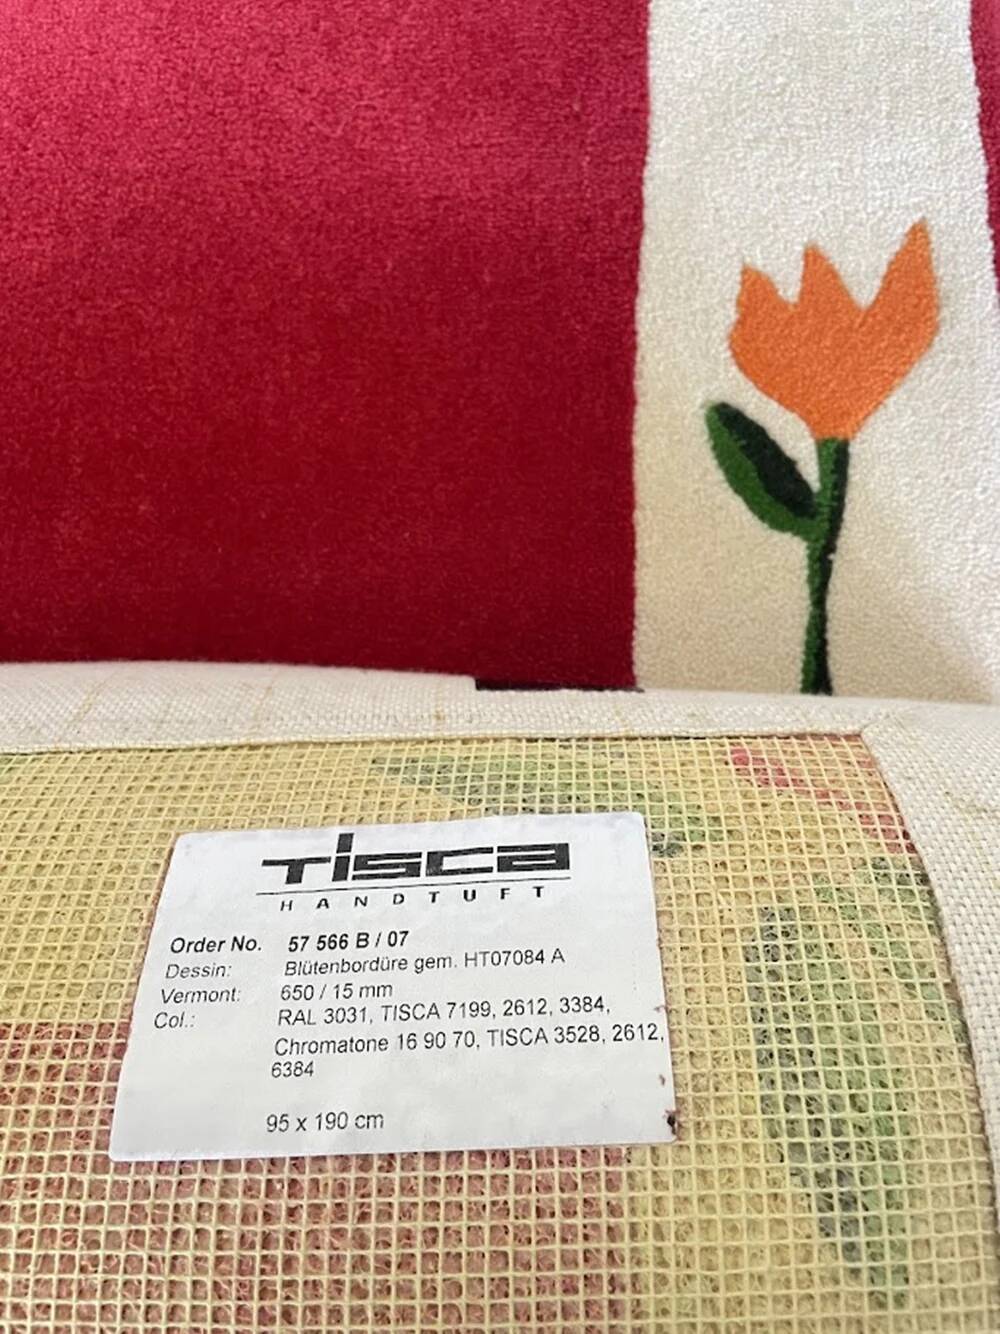 TISCA
HANDTUFT
Order No. 57 566 B / 07
Dessin: Blütenbordüre gem. HT07084 A
Vermont: 650 / 15 mm
Col.: RAL 3031, TISCA 7199, 2612, 3384,
Chromatone 16 90 70, TISCA 3528, 2612,
6384
95 x 190 cm